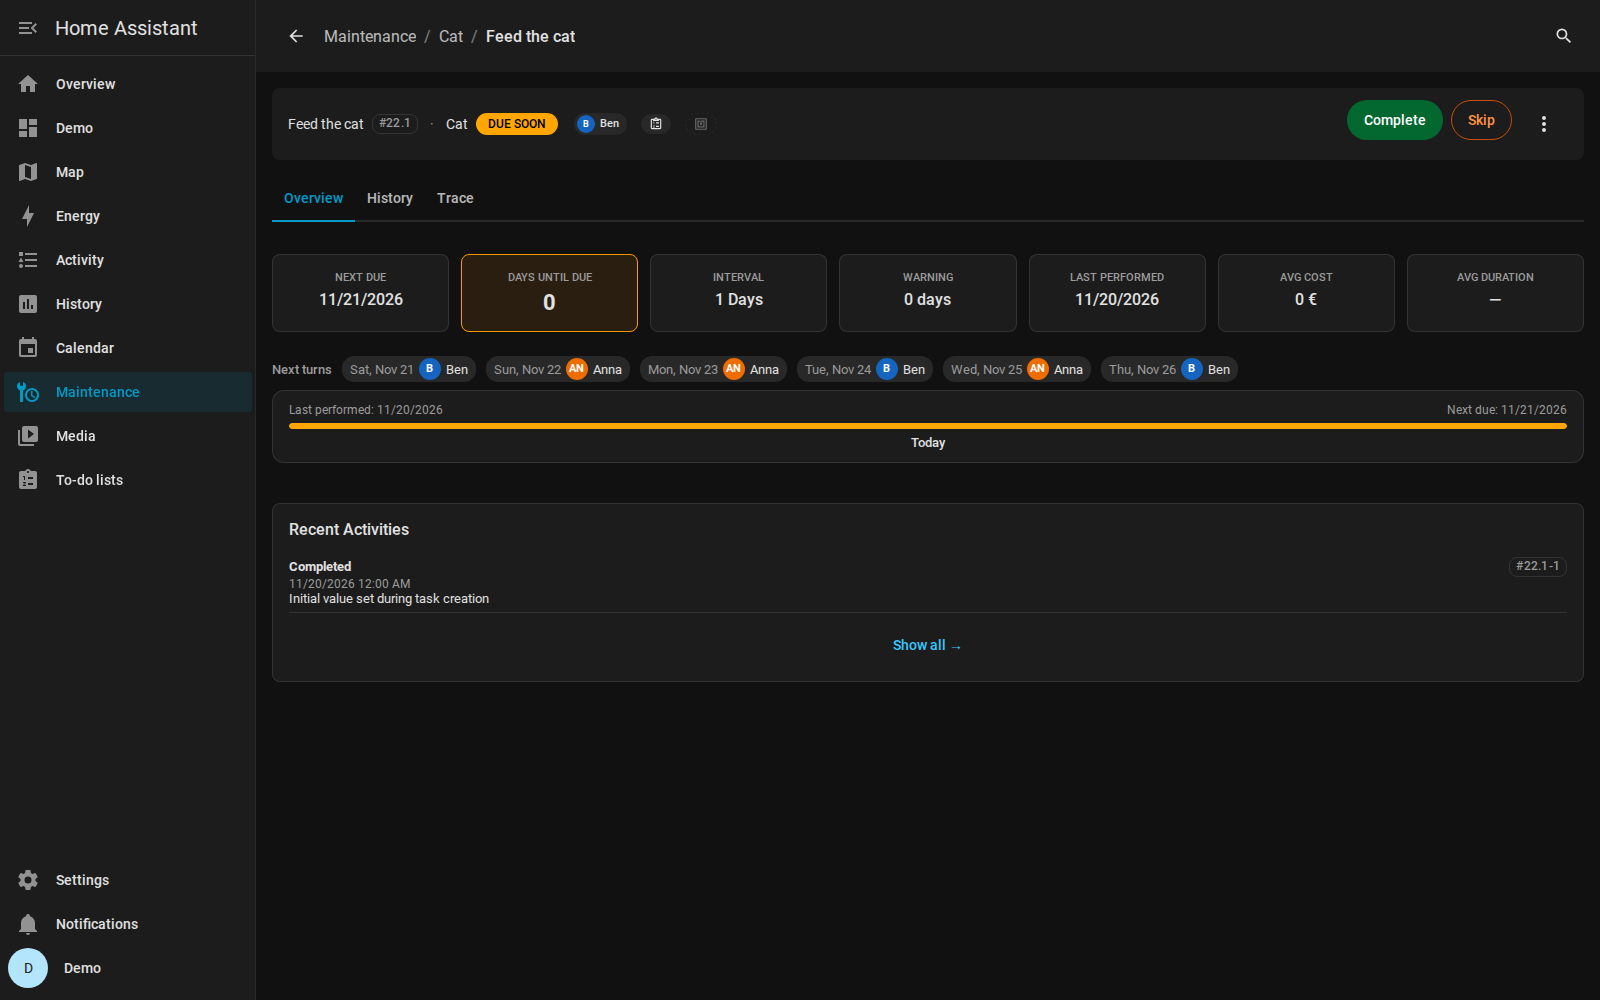 Home Assistant
Overview
Demo
Map
Energy
Activity
History
Calendar
Maintenance
Media
To-do lists
Settings
Notifications
D Demo
Maintenance / Cat / Feed the cat
Feed the cat #22.1 · Cat DUE SOON B Ben Complete Skip
Overview History Trace
NEXT DUE
11/21/2026
DAYS UNTIL DUE
0
INTERVAL
1 Days
WARNING
0 days
LAST PERFORMED
11/20/2026
AVG COST
0 €
AVG DURATION
—
Next turns Sat, Nov 21 B Ben Sun, Nov 22 AN Anna Mon, Nov 23 AN Anna Tue, Nov 24 B Ben Wed, Nov 25 AN Anna Thu, Nov 26 B Ben
Last performed: 11/20/2026 Next due: 11/21/2026
Today
Recent Activities
Completed #22.1-1
11/20/2026 12:00 AM
Initial value set during task creation
Show all →